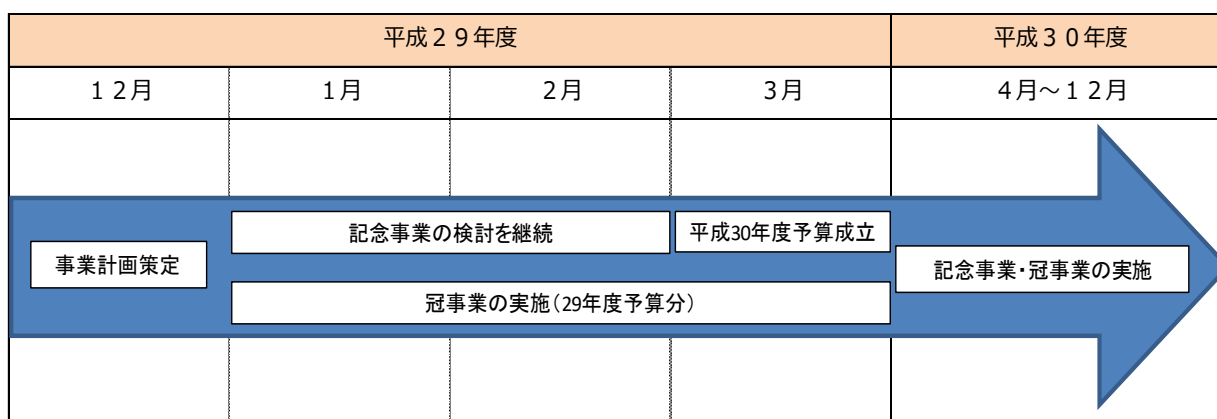 平成２９年度
平成３０年度
１２月
１月
２月
３月
４月～１２月
記念事業の検討を継続
平成30年度予算成立
事業計画策定
記念事業・冠事業の実施
冠事業の実施（29年度予算分）